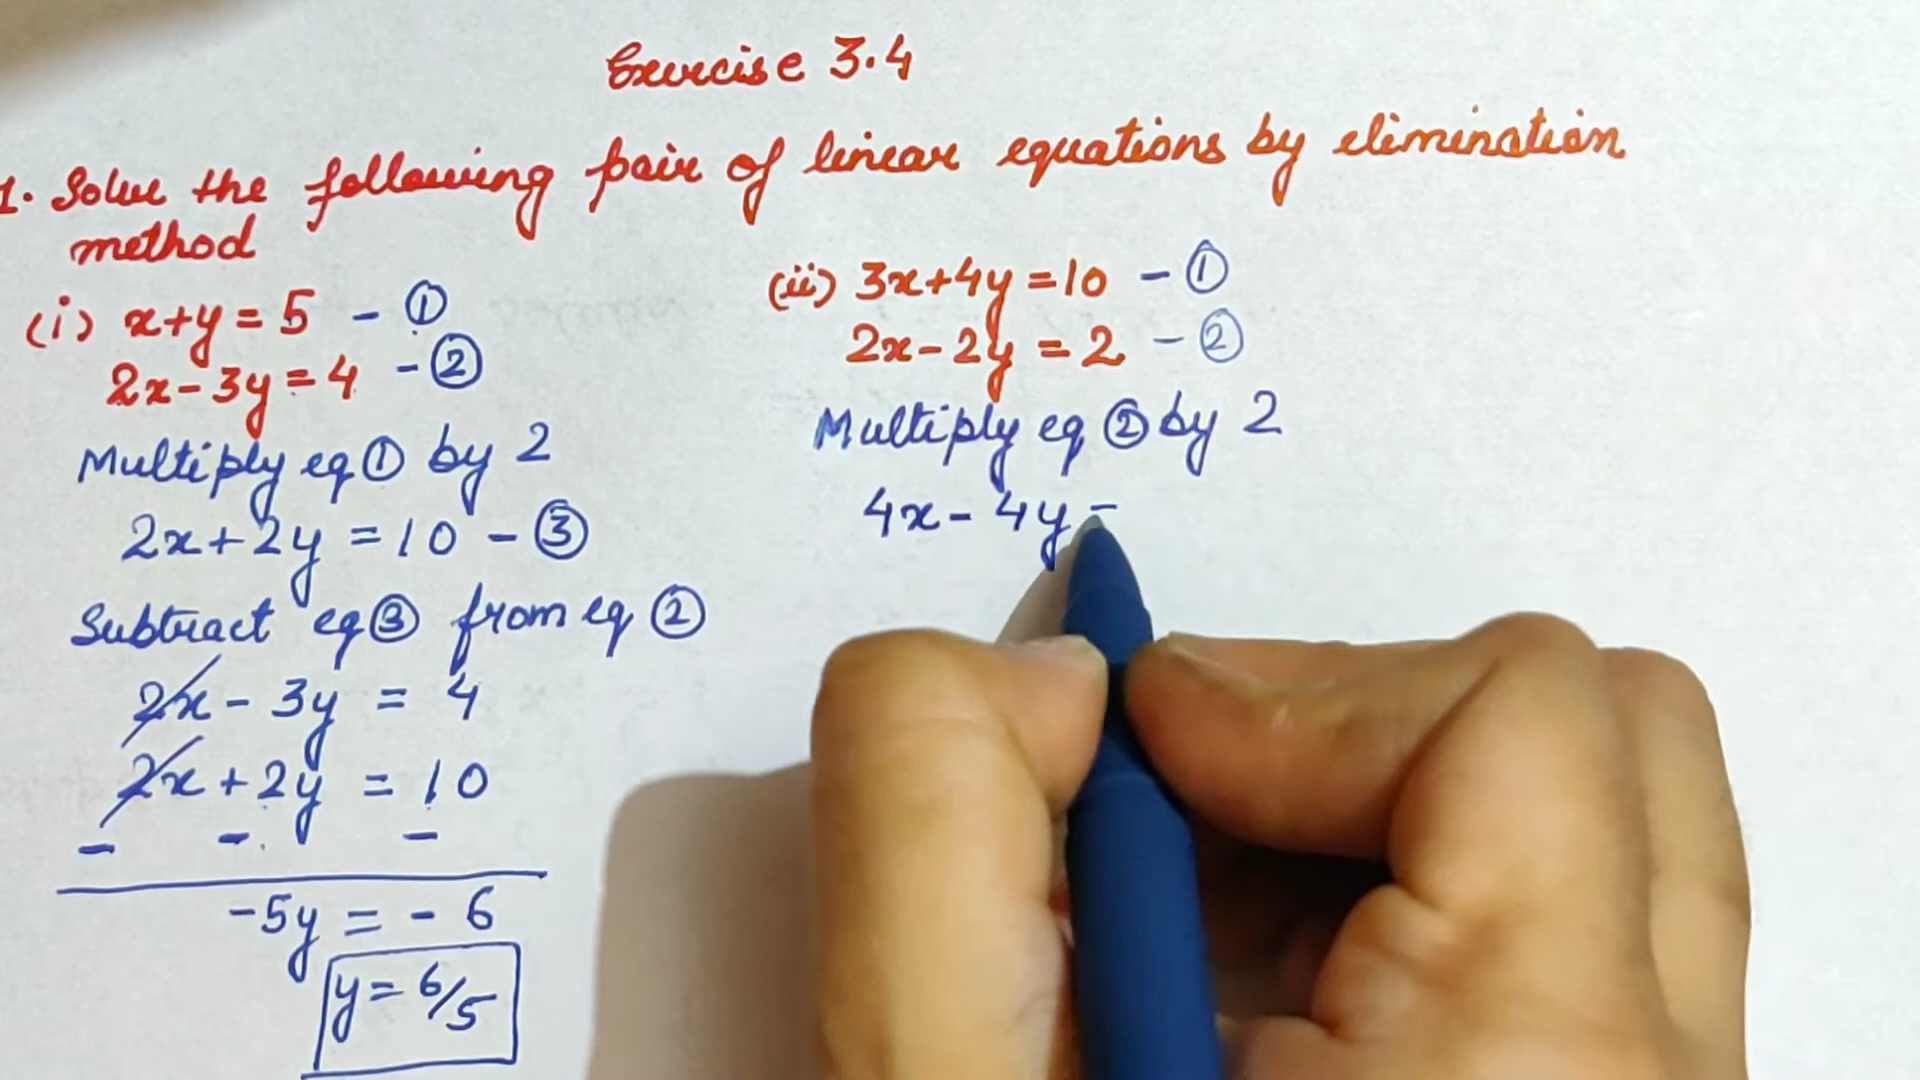 Exercise 3.4
1. Solve the following pair of linear equations by elimination
method
(i) x+y = 5 - ①
2x - 3y = 4 - ②
Multiply eq ① by 2
2x + 2y = 10 - ③
Subtract eq ③ from eq ②
2x - 3y = 4
2x + 2y = 10
- - -
-5y = - 6
y = 6/5
(ii) 3x+4y = 10 - ①
2x - 2y = 2 - ②
Multiply eq ② by 2
4x - 4y -